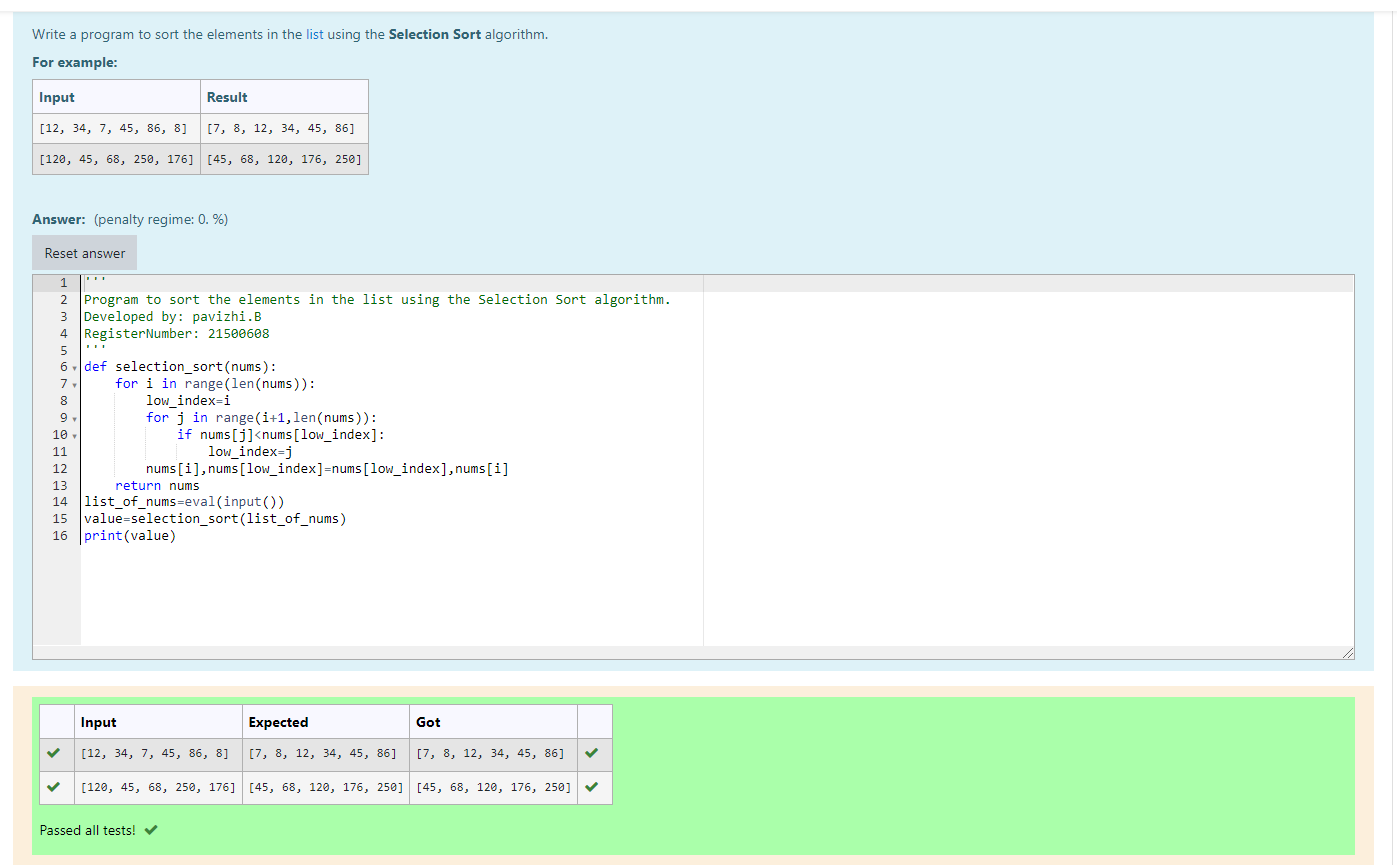 Write a program to sort the elements in the list using the Selection Sort algorithm.
For example:
Input Result
[12, 34, 7, 45, 86, 8] [7, 8, 12, 34, 45, 86]
[120, 45, 68, 250, 176] [45, 68, 120, 176, 250]
Answer: (penalty regime: 0. %)
Reset answer
1 '''
2 Program to sort the elements in the list using the Selection Sort algorithm.
3 Developed by: pavizhi.B
4 RegisterNumber: 21500608
5 '''
6 def selection_sort(nums):
7     for i in range(len(nums)):
8         low_index=i
9         for j in range(i+1,len(nums)):
10             if nums[j]<nums[low_index]:
11                 low_index=j
12         nums[i],nums[low_index]=nums[low_index],nums[i]
13     return nums
14 list_of_nums=eval(input())
15 value=selection_sort(list_of_nums)
16 print(value)
Input Expected Got
[12, 34, 7, 45, 86, 8] [7, 8, 12, 34, 45, 86] [7, 8, 12, 34, 45, 86]
[120, 45, 68, 250, 176] [45, 68, 120, 176, 250] [45, 68, 120, 176, 250]
Passed all tests!